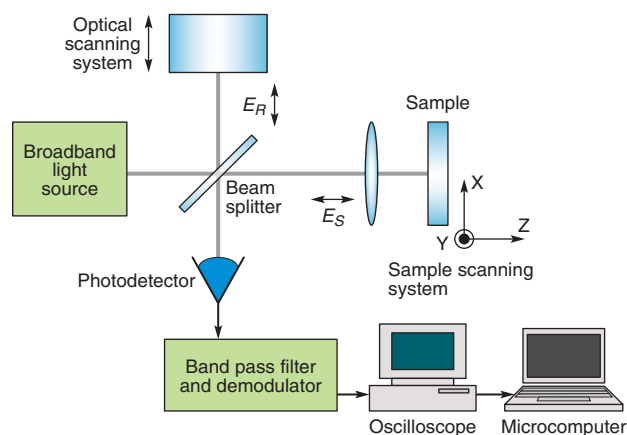 Optical
scanning
system
E_R
Sample
Broadband
light
source
Beam
splitter
E_S
X
Z
Y
Sample scanning
system
Photodetector
Band pass filter
and demodulator
Oscilloscope
Microcomputer